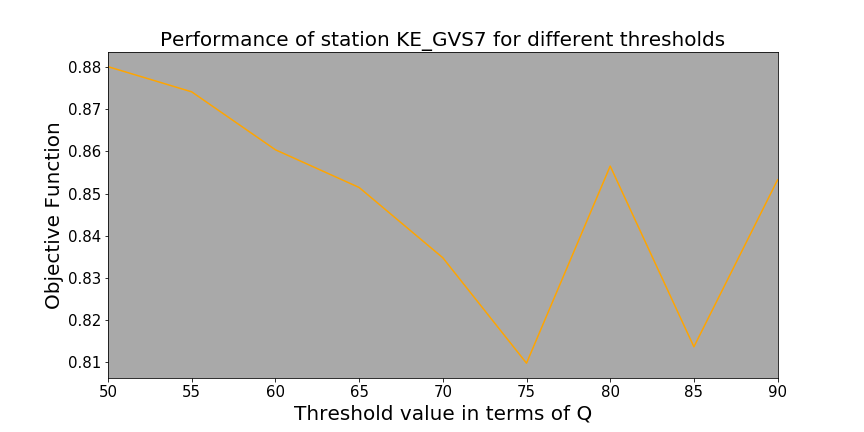 Performance of station KE_GVS7 for different thresholds
0.88
0.87
0.86
0.85
0.84
0.83
0.82
0.81
Objective Function
50 55 60 65 70 75 80 85 90
Threshold value in terms of Q